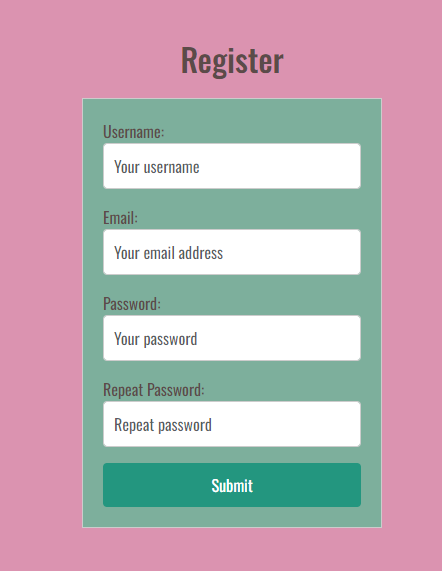 Register
Username:
Your username
Email:
Your email address
Password:
Your password
Repeat Password:
Repeat password
Submit